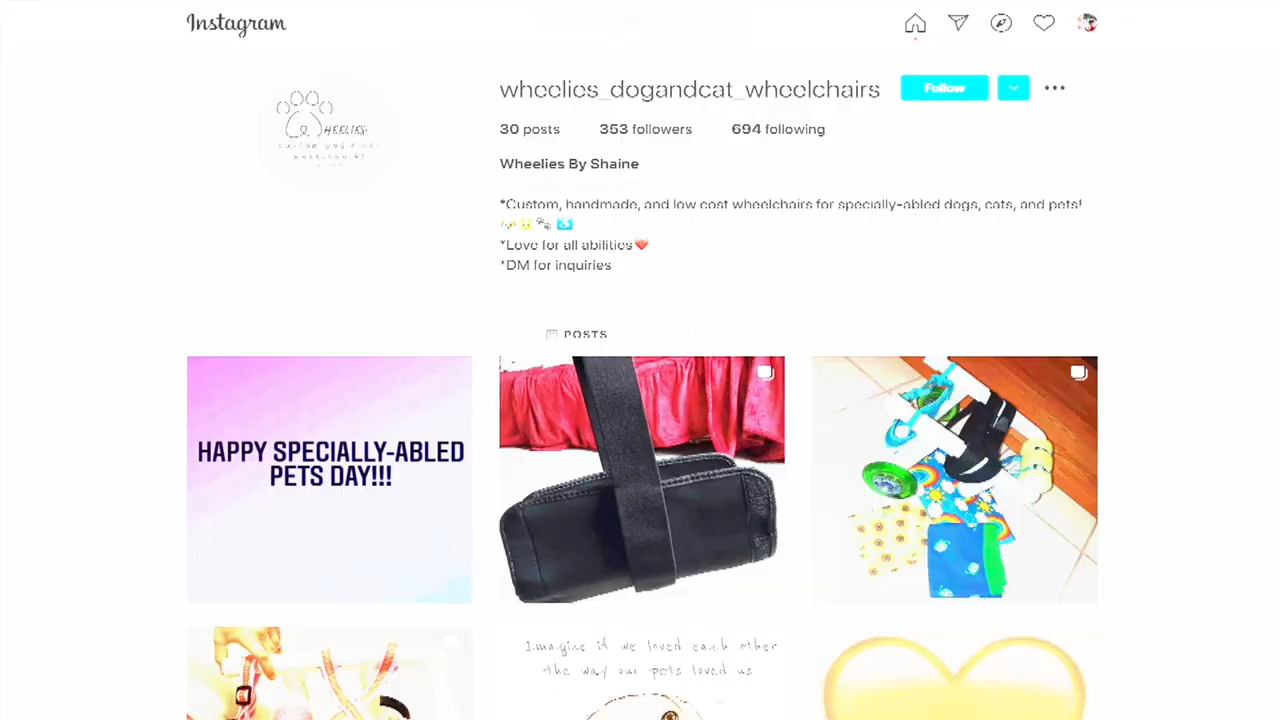 Instagram
wheelies_dogandcat_wheelchairs Follow
30 posts 353 followers 694 following
Wheelies By Shaine
*Custom, handmade, and low cost wheelchairs for specially-abled dogs, cats, and pets!
*Love for all abilities
*DM for inquiries
HEELIES-
POSTS
HAPPY SPECIALLY-ABLED
PETS DAY!!!
Imagine if we loved each other
the way our pets loved us